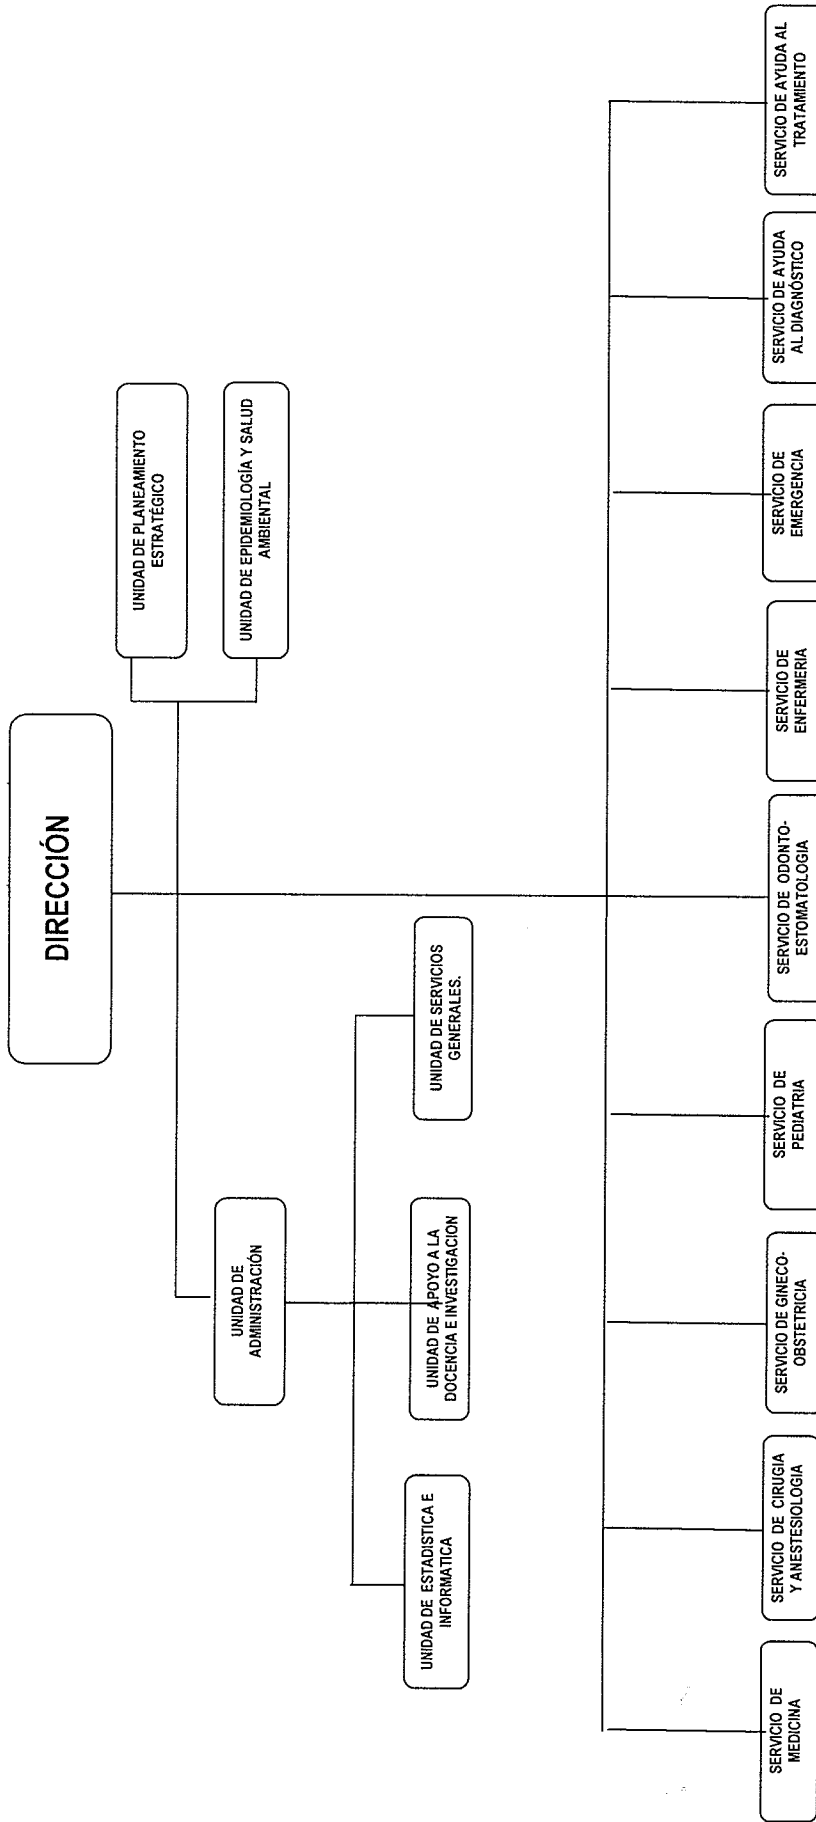 DIRECCIÓN
UNIDAD DE PLANEAMIENTO
ESTRATÉGICO
UNIDAD DE EPIDEMIOLOGÍA Y SALUD
AMBIENTAL
UNIDAD DE
ADMINISTRACIÓN
UNIDAD DE ESTADISTICA E
INFORMATICA
UNIDAD DE APOYO A LA
DOCENCIA E INVESTIGACION
UNIDAD DE SERVICIOS
GENERALES.
SERVICIO DE
MEDICINA
SERVICIO DE CIRUGIA
Y ANESTESIOLOGIA
SERVICIO DE GINECO-
OBSTETRICIA
SERVICIO DE
PEDIATRIA
SERVICIO DE ODONTO-
ESTOMATOLOGIA
SERVICIO DE
ENFERMERIA
SERVICIO DE
EMERGENCIA
SERVICIO DE AYUDA
AL DIAGNÓSTICO
SERVICIO DE AYUDA AL
TRATAMIENTO